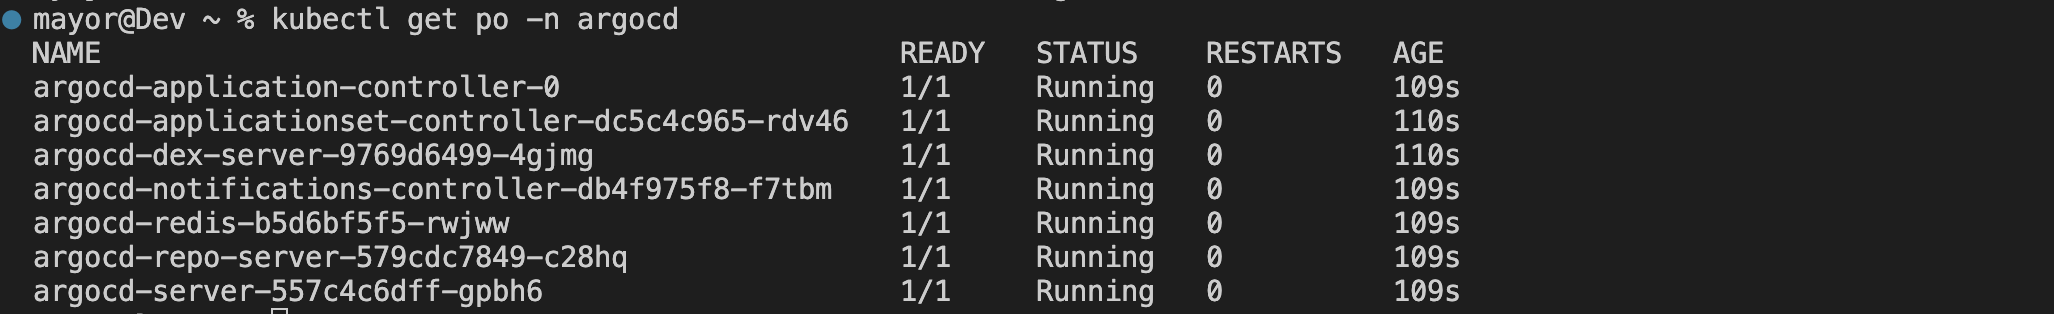 mayor@Dev ~ % kubectl get po -n argocd
NAME READY STATUS RESTARTS AGE
argocd-application-controller-0 1/1 Running 0 109s
argocd-applicationset-controller-dc5c4c965-rdv46 1/1 Running 0 110s
argocd-dex-server-9769d6499-4gjmg 1/1 Running 0 110s
argocd-notifications-controller-db4f975f8-f7tbm 1/1 Running 0 109s
argocd-redis-b5d6bf5f5-rwjww 1/1 Running 0 109s
argocd-repo-server-579cdc7849-c28hq 1/1 Running 0 109s
argocd-server-557c4c6dff-gpbh6 1/1 Running 0 109s